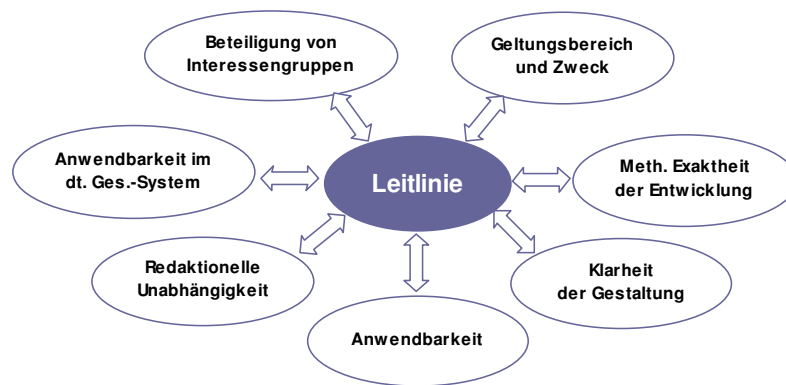 Beteiligung von
Interessengruppen
Geltungsbereich
und Zweck
Anwendbarkeit im
dt. Ges.-System
Leitlinie
Meth. Exaktheit
der Entwicklung
Redaktionelle
Unabhängigkeit
Klarheit
der Gestaltung
Anwendbarkeit